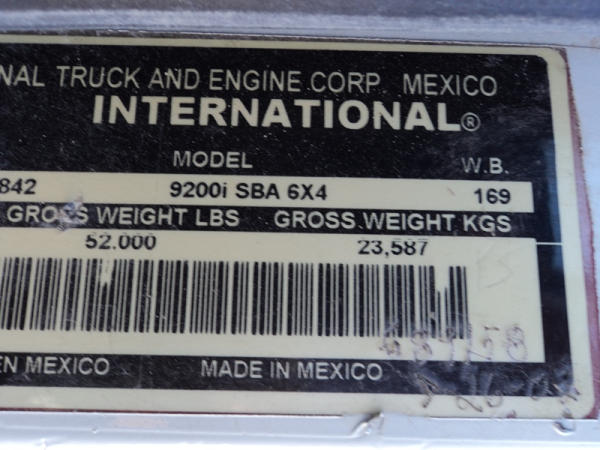 NAL TRUCK AND ENGINE CORP. MEXICO
INTERNATIONAL®
MODEL W.B.
842 9200i SBA 6X4 169
GROSS WEIGHT LBS GROSS WEIGHT KGS
52.000 23,587
EN MEXICO MADE IN MEXICO